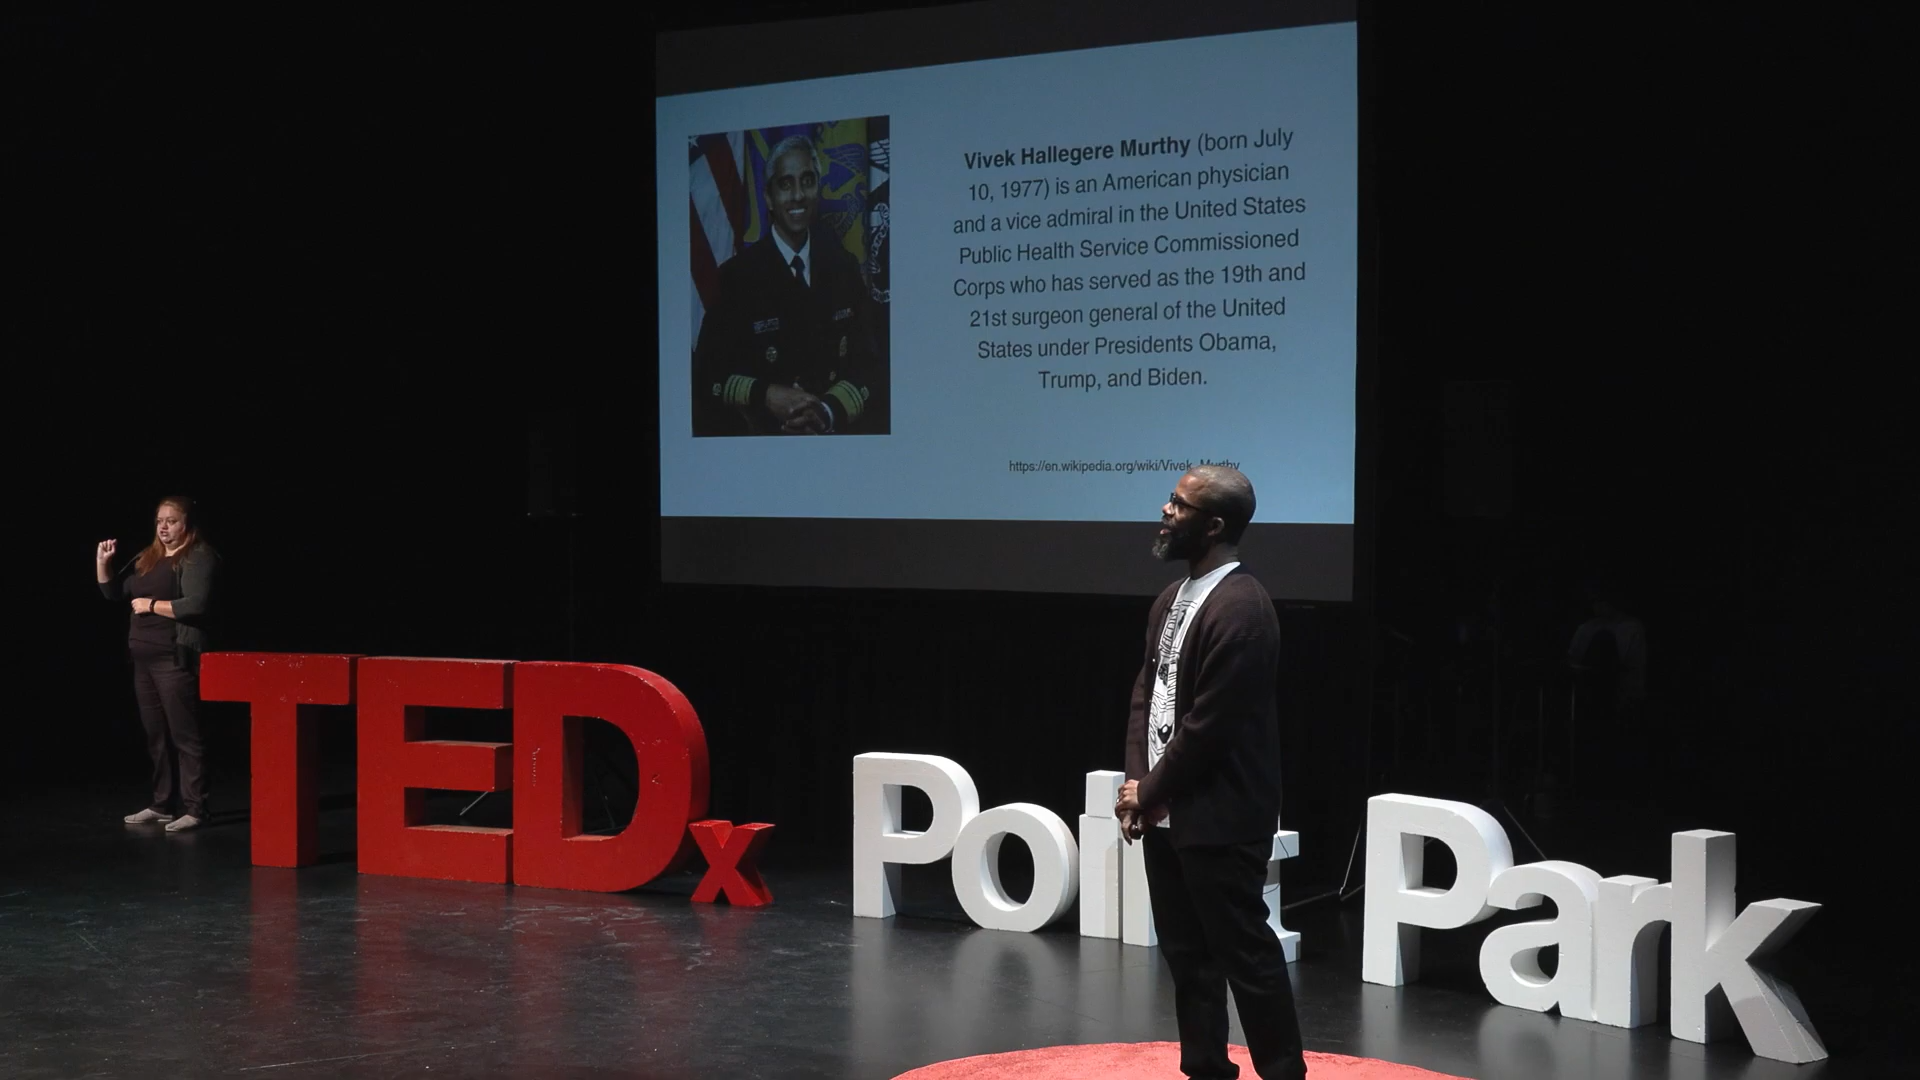 Vivek Hallegere Murthy (born July
10, 1977) is an American physician
and a vice admiral in the United States
Public Health Service Commissioned
Corps who has served as the 19th and
21st surgeon general of the United
States under Presidents Obama,
Trump, and Biden.
https://en.wikipedia.org/wiki/Vivek_Murthy
TEDx
Point Park